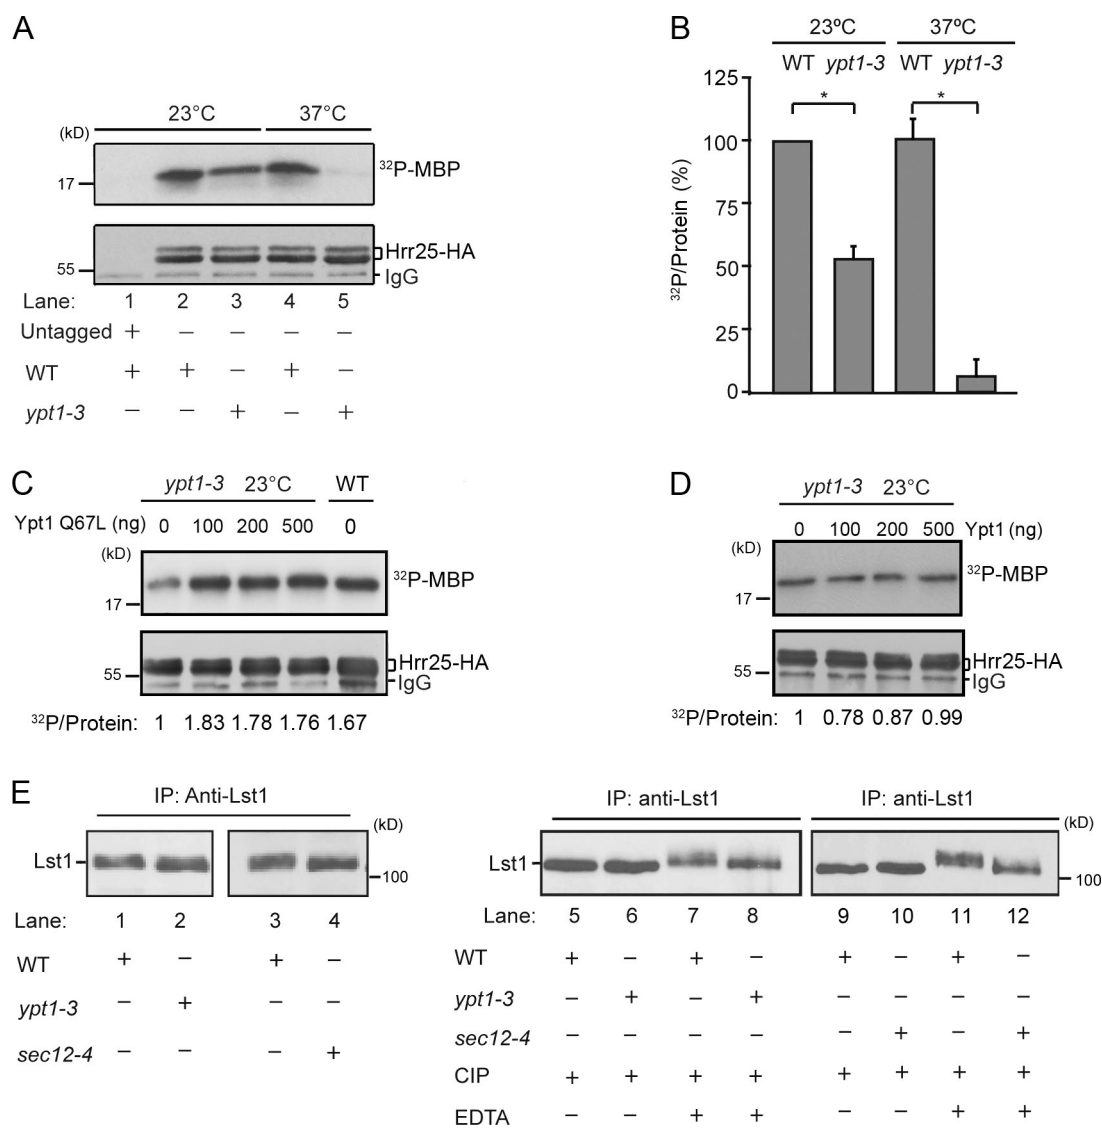 A
23°C 37°C
(kD)
32P-MBP
17
Hrr25-HA
55
IgG
Lane: 1 2 3 4 5
Untagged + – – – –
WT + + – + –
ypt1-3 – – + – +
B
23ºC 37ºC
WT ypt1-3 WT ypt1-3
125
* *
100
75
50
25
0
32P/Protein (%)
C
ypt1-3 23°C WT
Ypt1 Q67L (ng) 0 100 200 500 0
(kD)
32P-MBP
17
Hrr25-HA
55
IgG
32P/Protein: 1 1.83 1.78 1.76 1.67
D
ypt1-3 23°C
0 100 200 500 Ypt1 (ng)
(kD)
32P-MBP
17
Hrr25-HA
55
IgG
32P/Protein: 1 0.78 0.87 0.99
E
IP: Anti-Lst1
(kD)
Lst1
100
Lane: 1 2 3 4
WT + – + –
ypt1-3 – + – –
sec12-4 – – – +
IP: anti-Lst1 IP: anti-Lst1
(kD)
Lst1
100
Lane: 5 6 7 8 9 10 11 12
WT + – + – + – + –
ypt1-3 – + – + – – – –
sec12-4 – – – – – + – +
CIP + + + + + + + +
EDTA – – + + – – + +